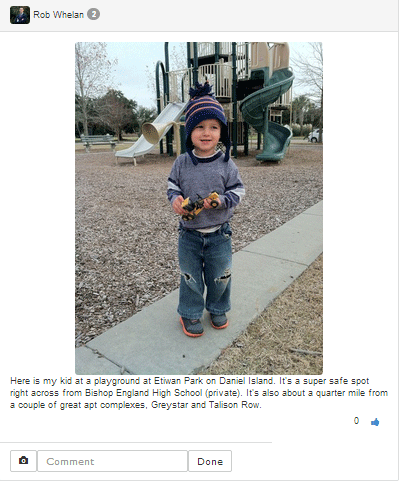 Rob Whelan 2
Here is my kid at a playground at Etiwan Park on Daniel Island. It's a super safe spot
right across from Bishop England High School (private). It's also about a quarter mile from
a couple of great apt complexes, Greystar and Talison Row.
0
Comment Done